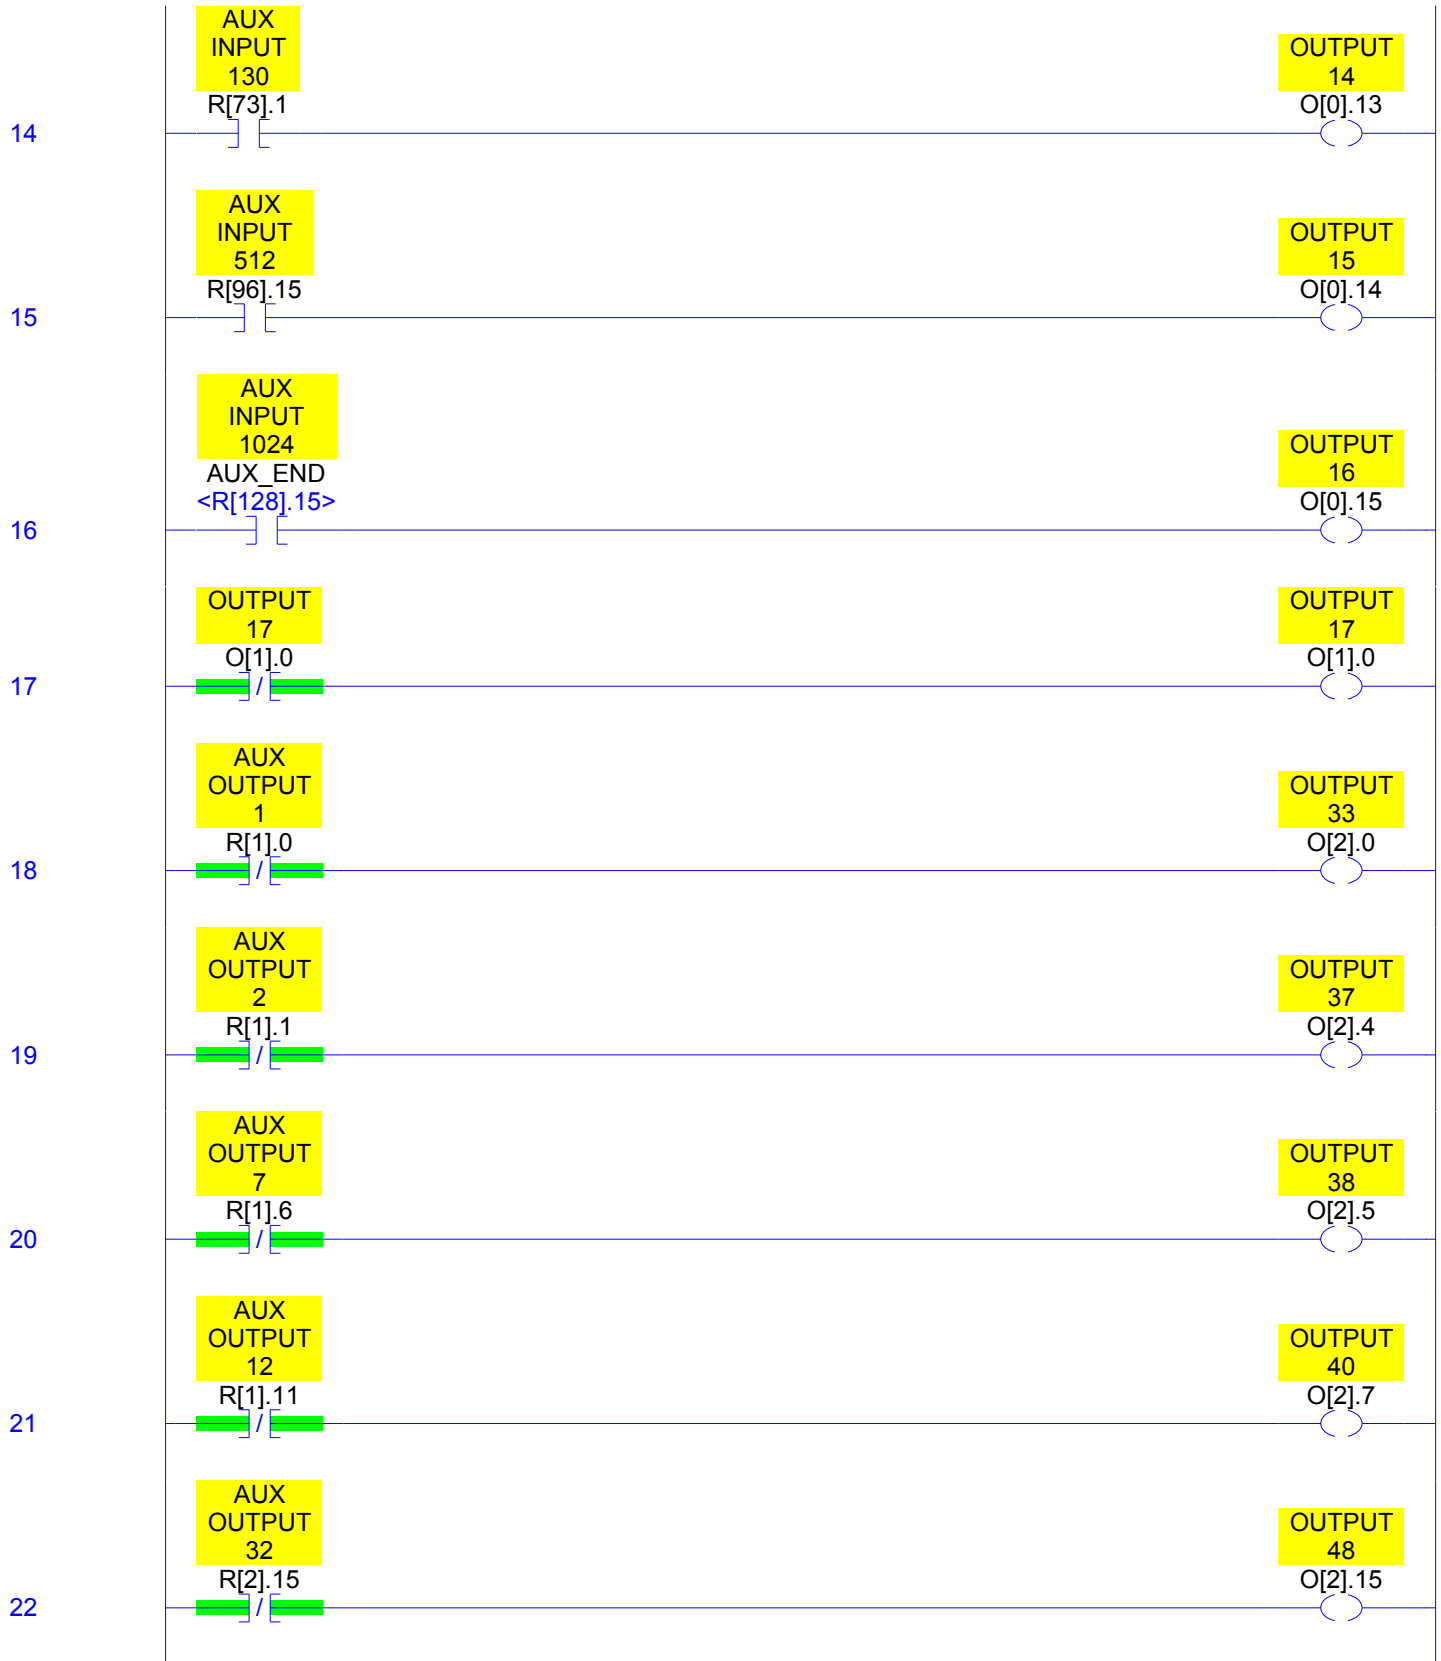 AUX
INPUT
130
R[73].1
OUTPUT
14
O[0].13
14
AUX
INPUT
512
R[96].15
OUTPUT
15
O[0].14
15
AUX
INPUT
1024
AUX_END
<R[128].15>
OUTPUT
16
O[0].15
16
OUTPUT
17
O[1].0
/
OUTPUT
17
O[1].0
17
AUX
OUTPUT
1
R[1].0
/
OUTPUT
33
O[2].0
18
AUX
OUTPUT
2
R[1].1
/
OUTPUT
37
O[2].4
19
AUX
OUTPUT
7
R[1].6
/
OUTPUT
38
O[2].5
20
AUX
OUTPUT
12
R[1].11
/
OUTPUT
40
O[2].7
21
AUX
OUTPUT
32
R[2].15
/
OUTPUT
48
O[2].15
22